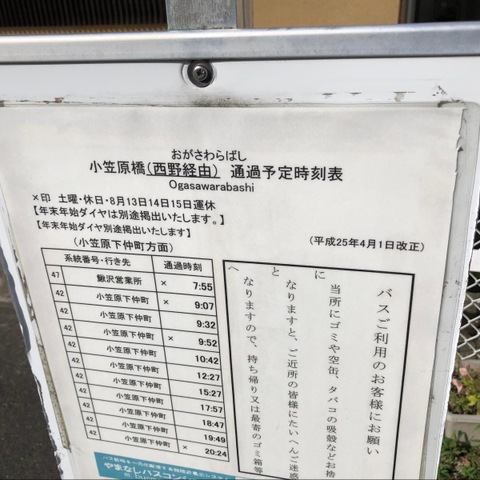 おがさわらばし
小笠原橋(西野経由) 通過予定時刻表
Ogasawarabashi
×印 土曜・休日・8月13日14日15日運休
【年末年始ダイヤは別途掲出いたします。】
【年末年始ダイヤ別途掲出いたします】
(平成25年4月1日改正)
(小笠原下仲町方面)
系統番号・行き先 通過時刻
47 鰍沢営業所 × 7:55
42 小笠原下仲町 × 9:07
42 小笠原下仲町 9:32
42 小笠原下仲町 × 9:52
42 小笠原下仲町 10:42
42 小笠原下仲町 12:27
42 小笠原下仲町 15:27
42 小笠原下仲町 17:57
42 小笠原下仲町 18:47
42 小笠原下仲町 19:49
42 小笠原下仲町 × 20:24
バスご利用のお客様にお願い
当所にゴミや空缶、タバコの吸殻などお捨
に
なりますと、ご近所の皆様にたいへんご迷惑
と
なりますので、持ち帰り又は最寄のゴミ箱等
へ
やまなしバスコン